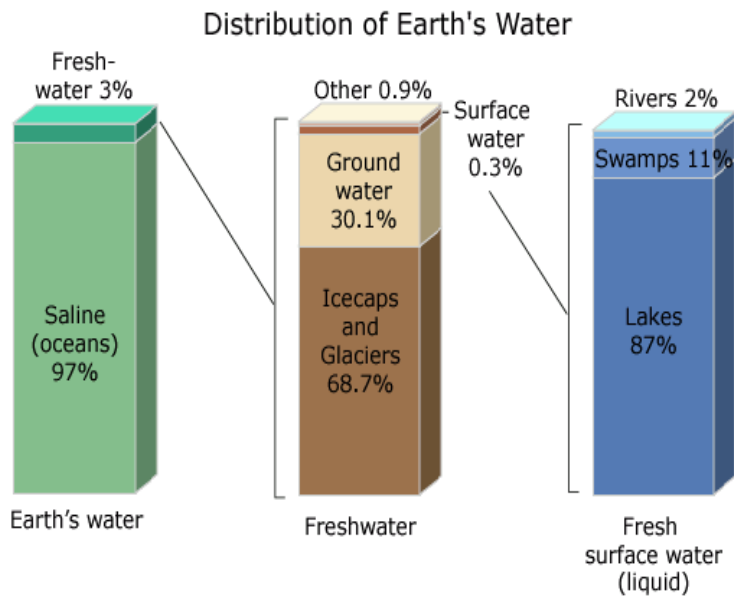 Distribution of Earth's Water
Fresh-
water 3%
Saline
(oceans)
97%
Earth's water
Other 0.9%
Surface
water
0.3%
Ground
water
30.1%
Icecaps
and
Glaciers
68.7%
Freshwater
Rivers 2%
Swamps 11%
Lakes
87%
Fresh
surface water
(liquid)